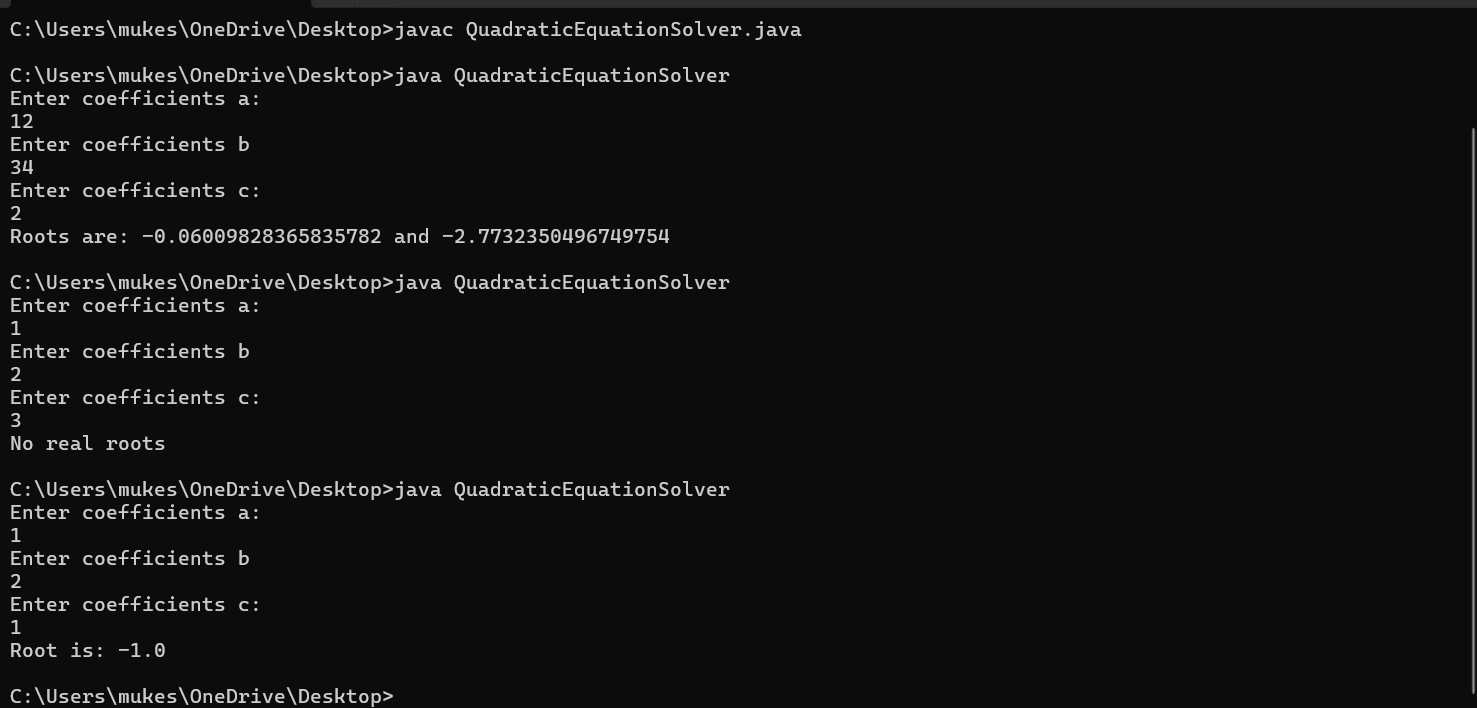 C:\Users\mukes\OneDrive\Desktop>javac QuadraticEquationSolver.java
C:\Users\mukes\OneDrive\Desktop>java QuadraticEquationSolver
Enter coefficients a:
12
Enter coefficients b
34
Enter coefficients c:
2
Roots are: -0.06009828365835782 and -2.7732350496749754
C:\Users\mukes\OneDrive\Desktop>java QuadraticEquationSolver
Enter coefficients a:
1
Enter coefficients b
2
Enter coefficients c:
3
No real roots
C:\Users\mukes\OneDrive\Desktop>java QuadraticEquationSolver
Enter coefficients a:
1
Enter coefficients b
2
Enter coefficients c:
1
Root is: -1.0
C:\Users\mukes\OneDrive\Desktop>